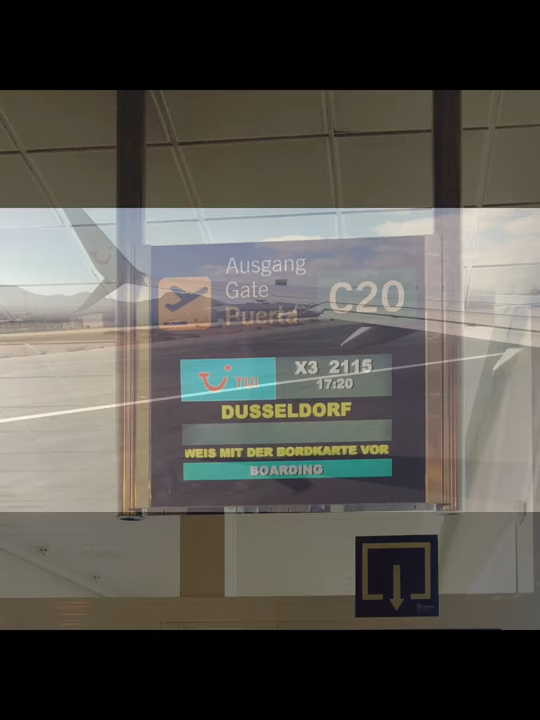 Ausgang
Gate
Puerta
C20
TUI
X3 2115
17:20
DUSSELDORF
WEIS MIT DER BORDKARTE VOR
BOARDING